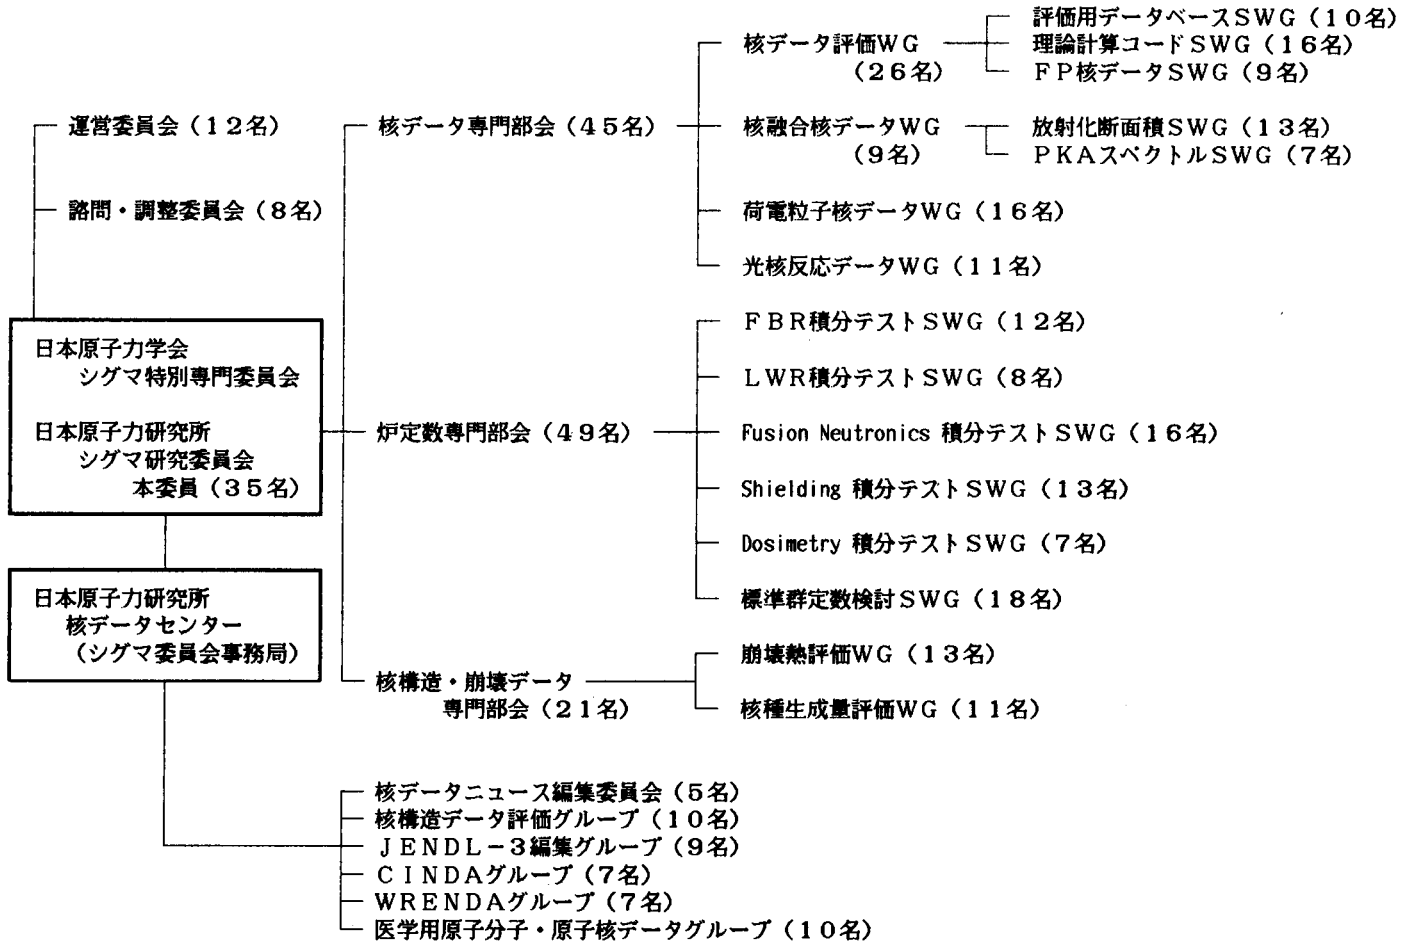 運営委員会（１２名）
諮問・調整委員会（８名）
日本原子力学会
シグマ特別専門委員会
日本原子力研究所
シグマ研究委員会
本委員（３５名）
日本原子力研究所
核データセンター
（シグマ委員会事務局）
核データ専門部会（４５名）
核データ評価ＷＧ
（２６名）
評価用データベースＳＷＧ（１０名）
理論計算コードＳＷＧ（１６名）
ＦＰ核データＳＷＧ（９名）
核融合核データＷＧ
（９名）
放射化断面積ＳＷＧ（１３名）
ＰＫＡスペクトルＳＷＧ（７名）
荷電粒子核データＷＧ（１６名）
光核反応データＷＧ（１１名）
炉定数専門部会（４９名）
ＦＢＲ積分テストＳＷＧ（１２名）
ＬＷＲ積分テストＳＷＧ（８名）
Fusion Neutronics 積分テストＳＷＧ（１６名）
Shielding 積分テストＳＷＧ（１３名）
Dosimetry 積分テストＳＷＧ（７名）
標準群定数検討ＳＷＧ（１８名）
核構造・崩壊データ
専門部会（２１名）
崩壊熱評価ＷＧ（１３名）
核種生成量評価ＷＧ（１１名）
核データニュース編集委員会（５名）
核構造データ評価グループ（１０名）
ＪＥＮＤＬ－３編集グループ（９名）
ＣＩＮＤＡグループ（７名）
ＷＲＥＮＤＡグループ（７名）
医学用原子分子・原子核データグループ（１０名）